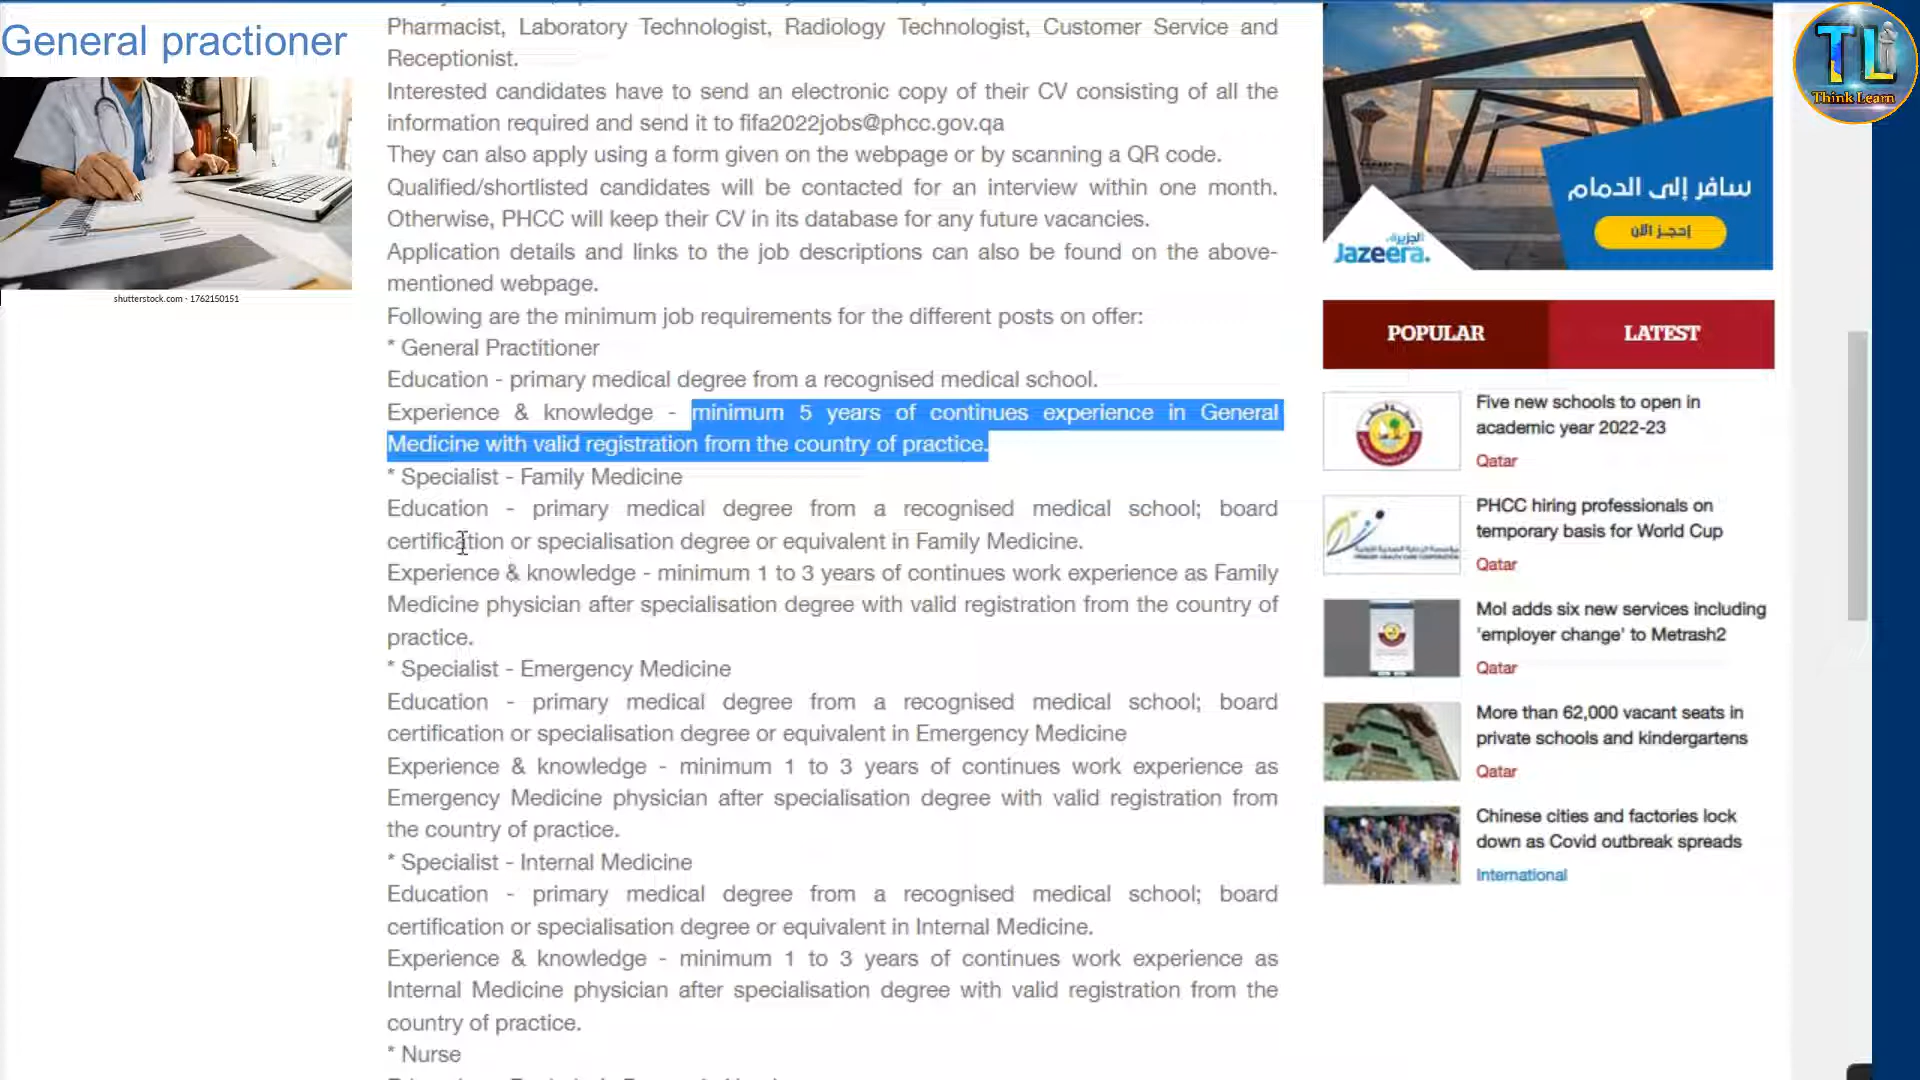 General practioner
shutterstock.com · 1762150151
Pharmacist, Laboratory Technologist, Radiology Technologist, Customer Service and
Receptionist.
Interested candidates have to send an electronic copy of their CV consisting of all the
information required and send it to fifa2022jobs@phcc.gov.qa
They can also apply using a form given on the webpage or by scanning a QR code.
Qualified/shortlisted candidates will be contacted for an interview within one month.
Otherwise, PHCC will keep their CV in its database for any future vacancies.
Application details and links to the job descriptions can also be found on the above-
mentioned webpage.
Following are the minimum job requirements for the different posts on offer:
* General Practitioner
Education - primary medical degree from a recognised medical school.
Experience & knowledge - minimum 5 years of continues experience in General
Medicine with valid registration from the country of practice.
* Specialist - Family Medicine
Education - primary medical degree from a recognised medical school; board
certification or specialisation degree or equivalent in Family Medicine.
Experience & knowledge - minimum 1 to 3 years of continues work experience as Family
Medicine physician after specialisation degree with valid registration from the country of
practice.
* Specialist - Emergency Medicine
Education - primary medical degree from a recognised medical school; board
certification or specialisation degree or equivalent in Emergency Medicine
Experience & knowledge - minimum 1 to 3 years of continues work experience as
Emergency Medicine physician after specialisation degree with valid registration from
the country of practice.
* Specialist - Internal Medicine
Education - primary medical degree from a recognised medical school; board
certification or specialisation degree or equivalent in Internal Medicine.
Experience & knowledge - minimum 1 to 3 years of continues work experience as
Internal Medicine physician after specialisation degree with valid registration from the
country of practice.
* Nurse
سافر إلى الدمام
إحجز الآن
الجزيرة
Jazeera.
TL
Think Learn
POPULAR
LATEST
Five new schools to open in
academic year 2022-23
Qatar
PHCC hiring professionals on
temporary basis for World Cup
Qatar
MoI adds six new services including
'employer change' to Metrash2
Qatar
More than 62,000 vacant seats in
private schools and kindergartens
Qatar
Chinese cities and factories lock
down as Covid outbreak spreads
International